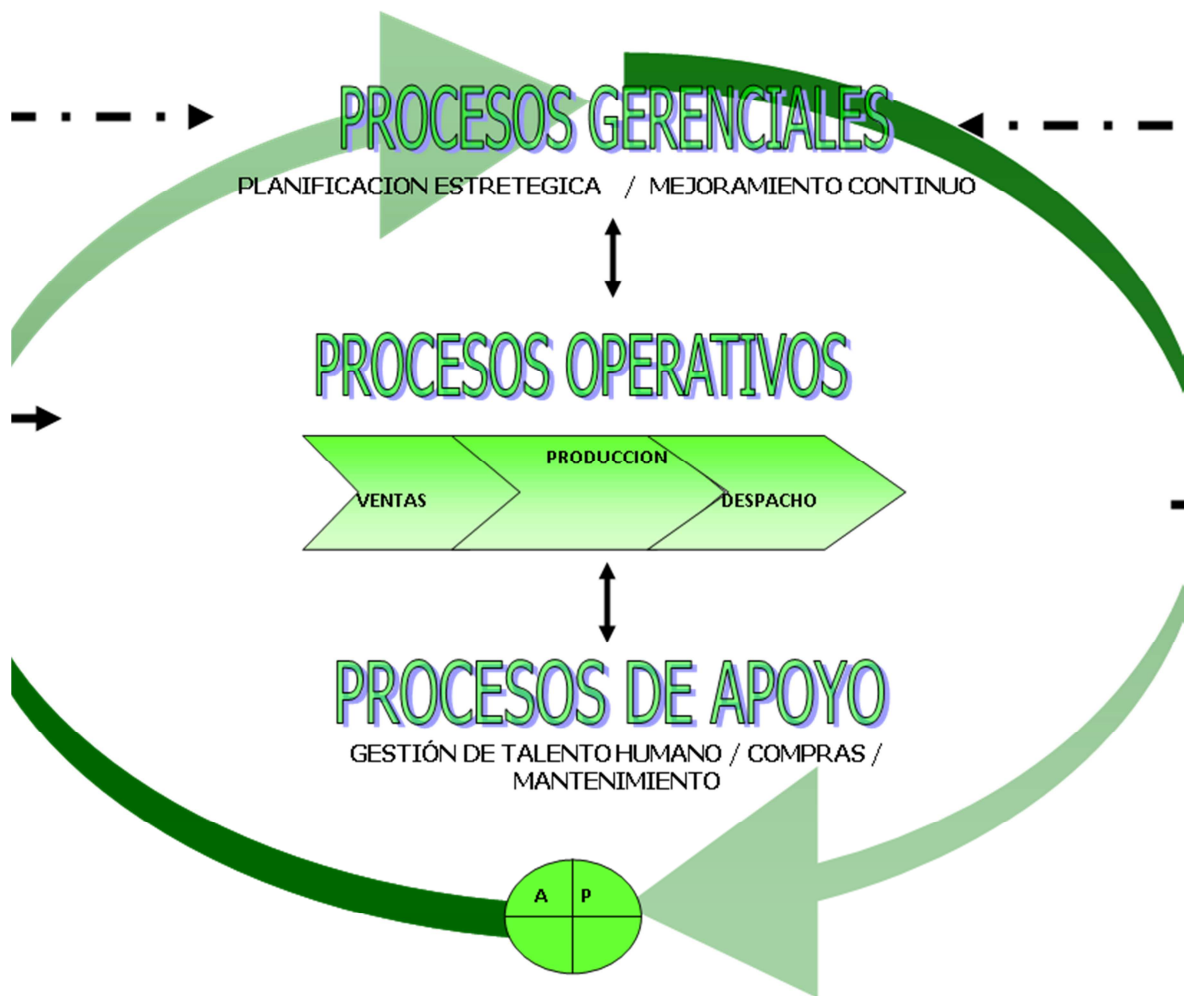 PROCESOS GERENCIALES
PLANIFICACION ESTRETEGICA / MEJORAMIENTO CONTINUO
PROCESOS OPERATIVOS
VENTAS
PRODUCCION
DESPACHO
PROCESOS DE APOYO
GESTIÓN DE TALENTO HUMANO / COMPRAS /
MANTENIMIENTO
A P